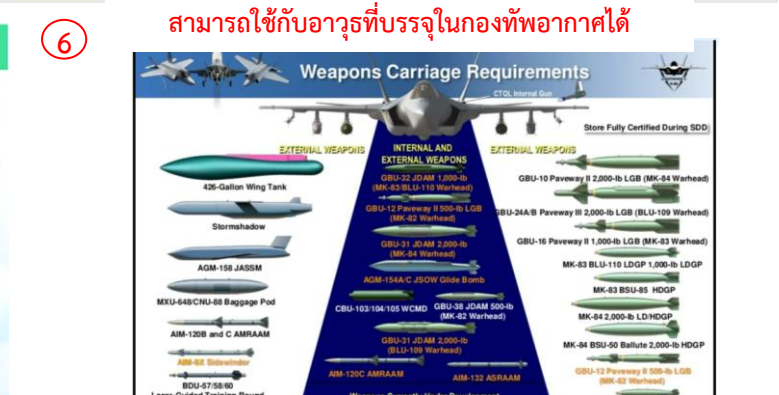 6
สามารถใช้กับอาวุธที่บรรจุในกองทัพอากาศได้
Weapons Carriage Requirements
CTOL Internal Gun
Store Fully Certified During SDD
EXTERNAL WEAPONS
INTERNAL AND
EXTERNAL WEAPONS
EXTERNAL WEAPONS
426-Gallon Wing Tank
Stormshadow
AGM-158 JASSM
MXU-648/CNU-88 Baggage Pod
AIM-120B and C AMRAAM
AIM-9X Sidewinder
BDU-57/58/60
Laser Guided Training Round
GBU-32 JDAM 1,000-lb
(MK-83/BLU-110 Warhead)
GBU-12 Paveway II 500-lb LGB
(MK-82 Warhead)
GBU-31 JDAM 2,000-lb
(MK-84 Warhead)
AGM-154A/C JSOW Glide Bomb
CBU-103/104/105 WCMD
GBU-38 JDAM 500-lb
(MK-82 Warhead)
GBU-31 JDAM 2,000-lb
(BLU-109 Warhead)
AIM-120C AMRAAM
AIM-132 ASRAAM
GBU-10 Paveway II 2,000-lb LGB (MK-84 Warhead)
GBU-24A/B Paveway III 2,000-lb LGB (BLU-109 Warhead)
GBU-16 Paveway II 1,000-lb LGB (MK-83 Warhead)
MK-83 BLU-110 LDGP 1,000-lb LDGP
MK-83 BSU-85 HDGP
MK-84 2,000-lb LD/HDGP
MK-84 BSU-50 Ballute 2,000-lb HDGP
GBU-12 Paveway II 500-lb LGB
(MK-82 Warhead)